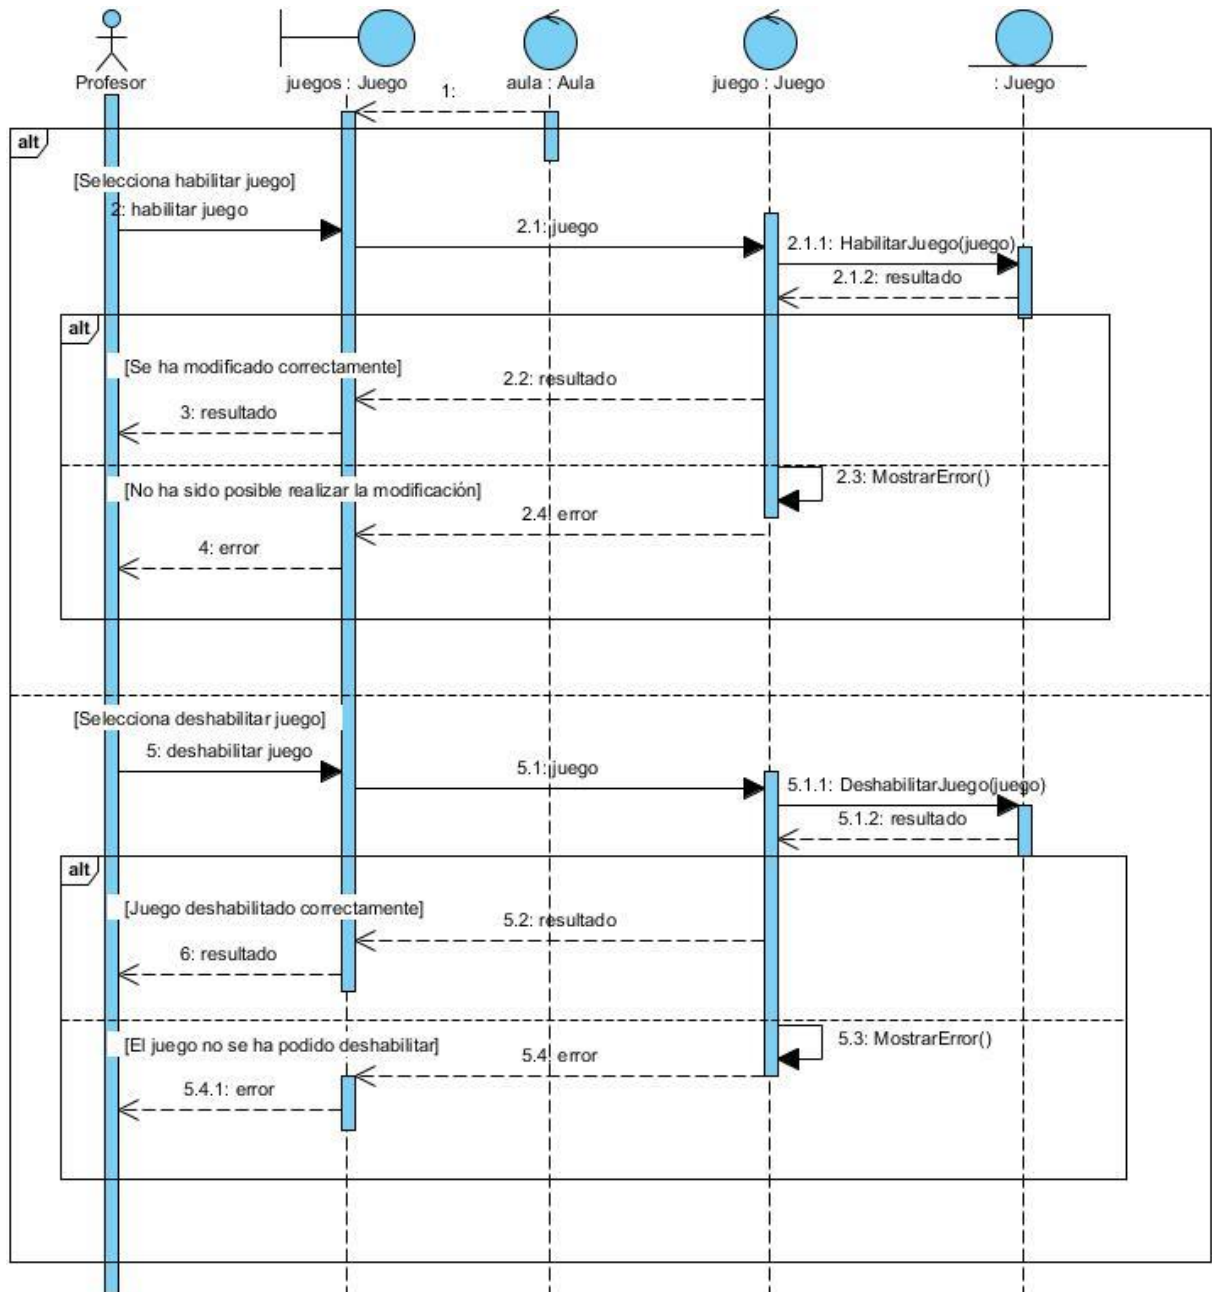 Profesor
juegos : Juego
aula : Aula
juego : Juego
: Juego
1:
alt
[Selecciona habilitar juego]
2: habilitar juego
2.1: juego
2.1.1: HabilitarJuego(juego)
2.1.2: resultado
alt
[Se ha modificado correctamente]
2.2: resultado
3: resultado
2.3: MostrarError()
[No ha sido posible realizar la modificación]
2.4: error
4: error
[Selecciona deshabilitar juego]
5: deshabilitar juego
5.1: juego
5.1.1: DeshabilitarJuego(juego)
5.1.2: resultado
alt
[Juego deshabilitado correctamente]
5.2: resultado
6: resultado
5.3: MostrarError()
[El juego no se ha podido deshabilitar]
5.4: error
5.4.1: error